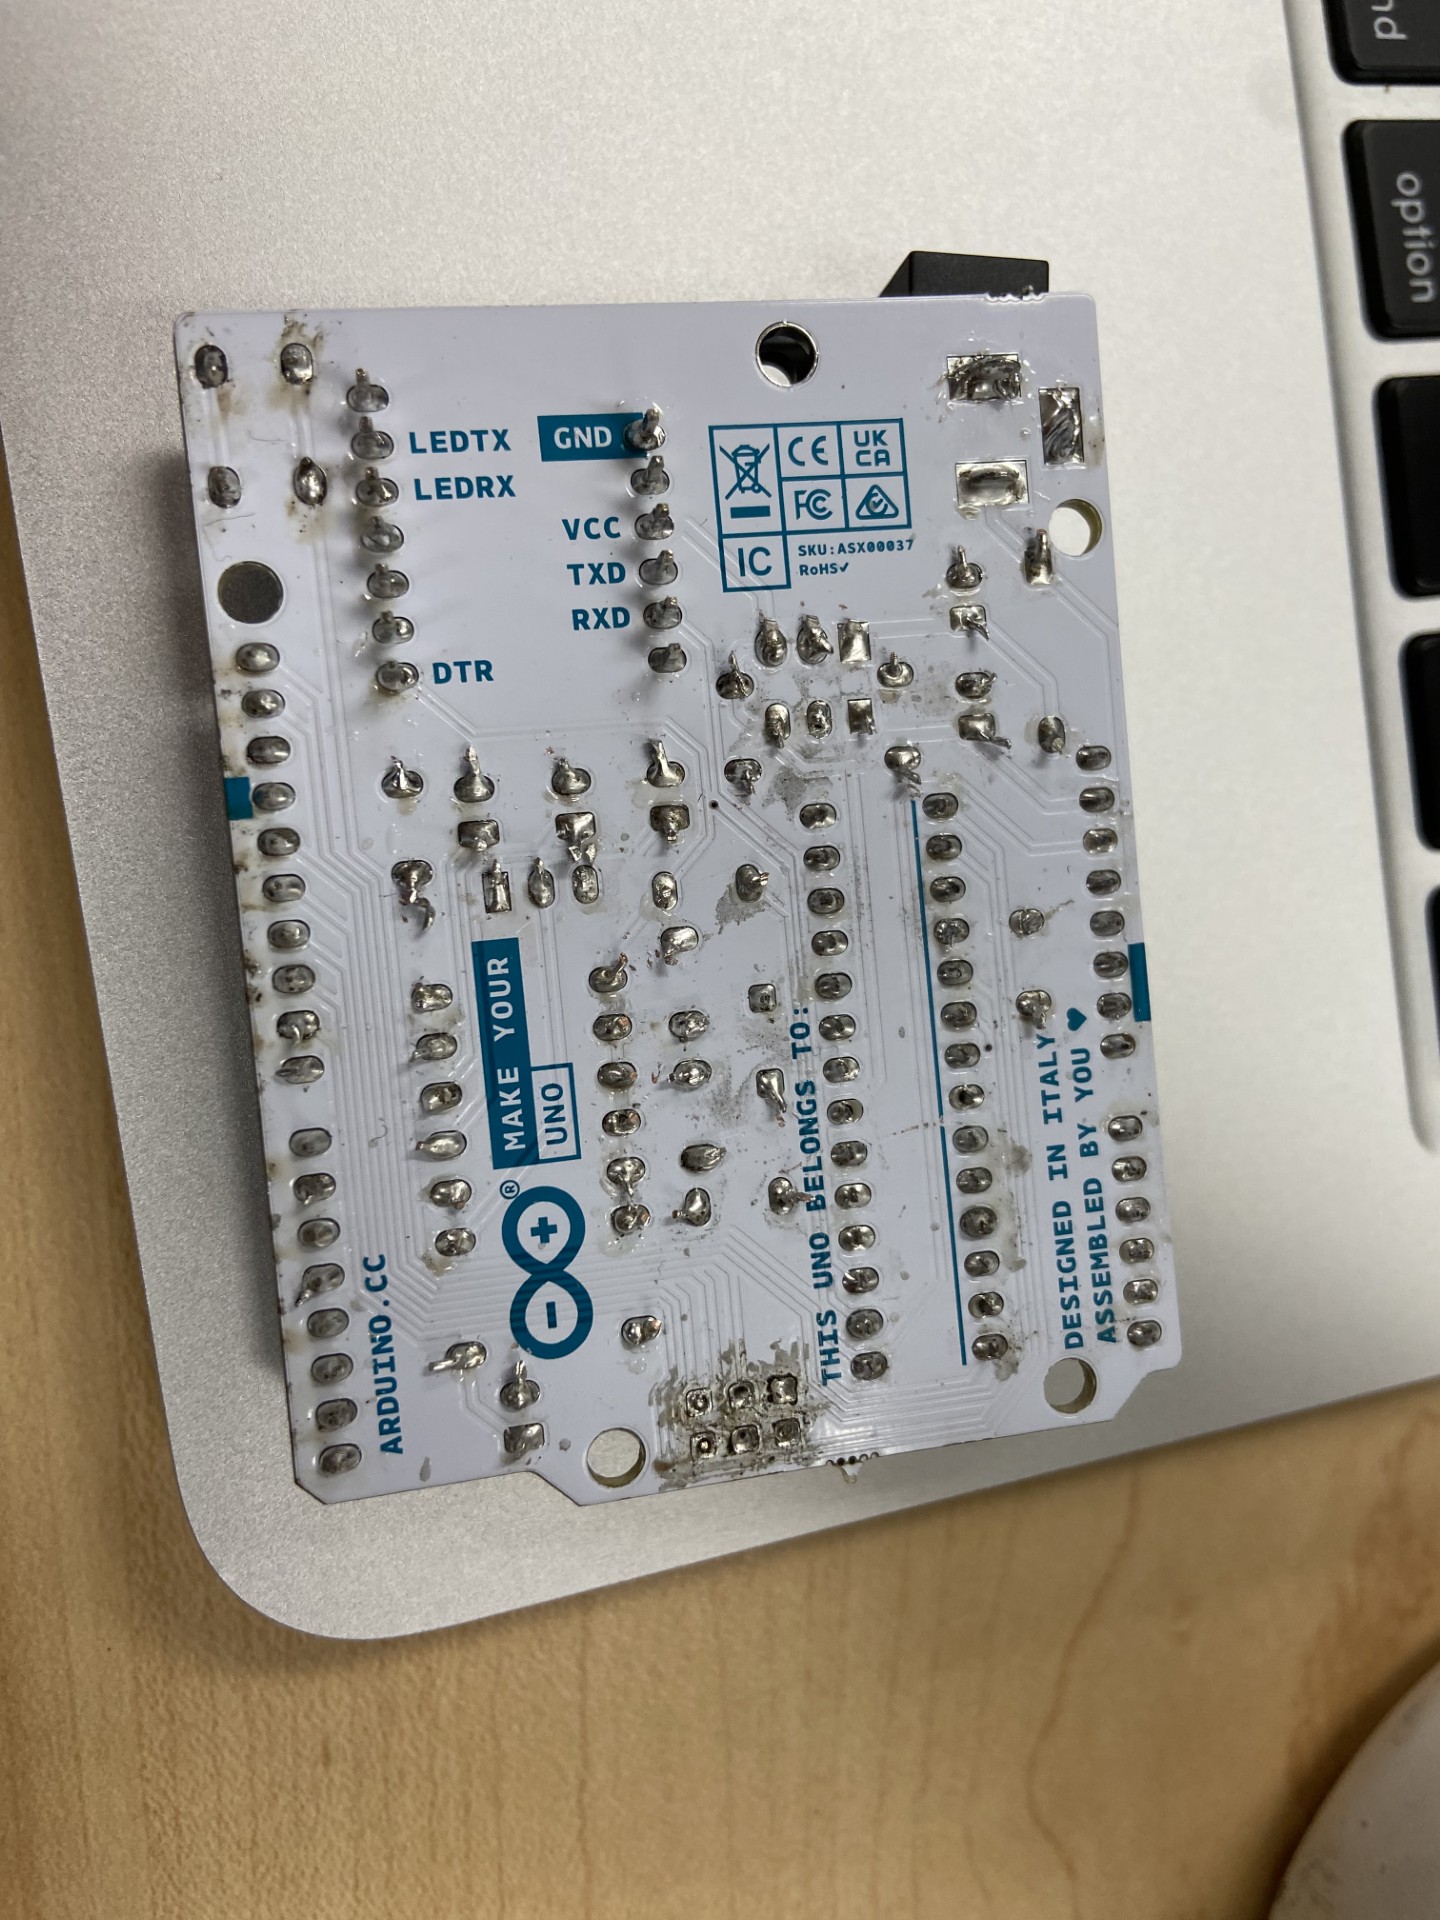 nd
option
LEDTX
GND
LEDRX
VCC
TXD
RXD
DTR
CE
UK
CA
FC
IC
SKU:ASX00037
RoHS✓
MAKE YOUR
UNO
®
ARDUINO.CC
THIS UNO BELONGS TO:
DESIGNED IN ITALY
ASSEMBLED BY YOU ♥